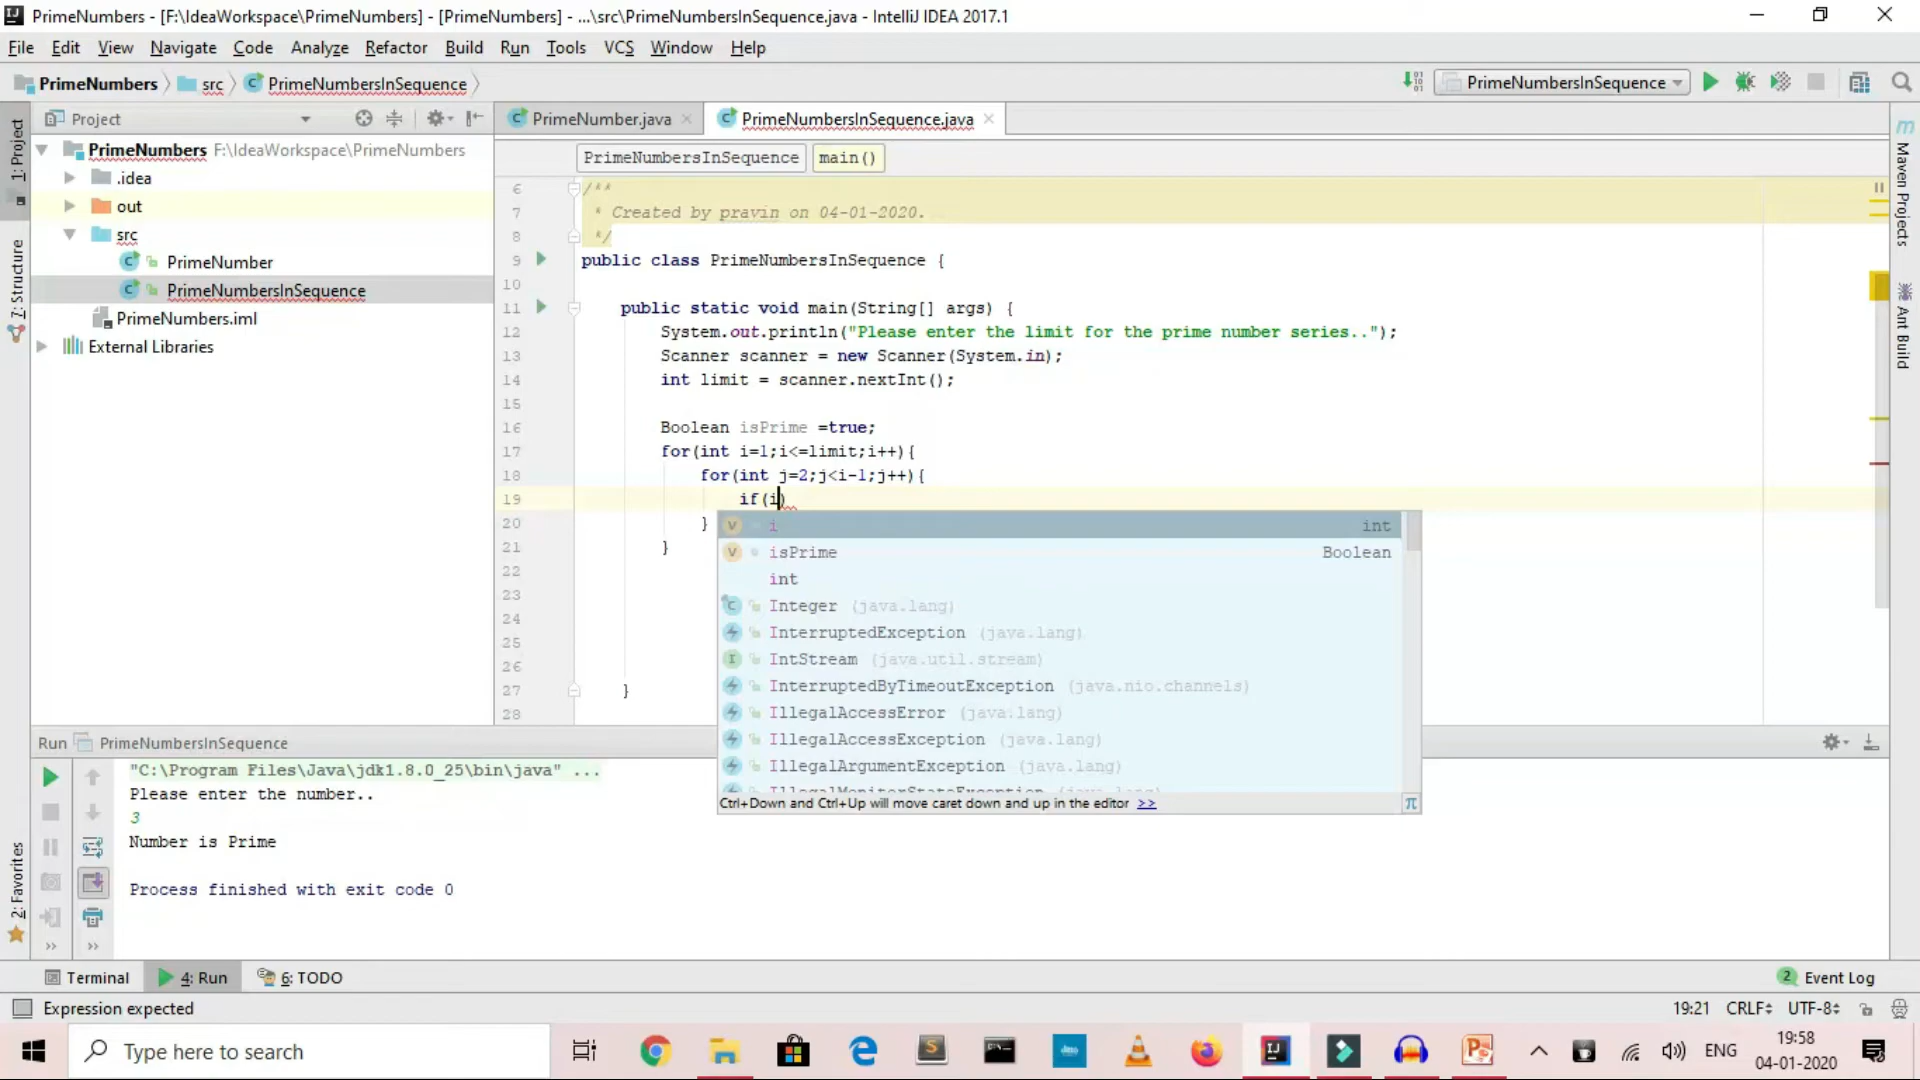 PrimeNumbers - [F:\IdeaWorkspace\PrimeNumbers] - [PrimeNumbers] - ...\src\PrimeNumbersInSequence.java - IntelliJ IDEA 2017.1
File Edit View Navigate Code Analyze Refactor Build Run Tools VCS Window Help
PrimeNumbers src PrimeNumbersInSequence
PrimeNumbersInSequence
Project
PrimeNumber.java PrimeNumbersInSequence.java
PrimeNumbersInSequence main()
1: Project
7: Structure
2: Favorites
PrimeNumbers F:\IdeaWorkspace\PrimeNumbers
.idea
out
src
PrimeNumber
PrimeNumbersInSequence
PrimeNumbers.iml
External Libraries
6 /**
7 * Created by pravin on 04-01-2020.
8 */
9 public class PrimeNumbersInSequence {
10
11 public static void main(String[] args) {
12 System.out.println("Please enter the limit for the prime number series..");
13 Scanner scanner = new Scanner(System.in);
14 int limit = scanner.nextInt();
15
16 Boolean isPrime =true;
17 for(int i=1;i<=limit;i++){
18 for(int j=2;j<i-1;j++){
19 if(i)
20 }
21 }
22
23
24
25
26
27 }
28
i int
isPrime Boolean
int
Integer (java.lang)
InterruptedException (java.lang)
IntStream (java.util.stream)
InterruptedByTimeoutException (java.nio.channels)
IllegalAccessError (java.lang)
IllegalAccessException (java.lang)
IllegalArgumentException (java.lang)
IllegalMonitorStateException (java.lang)
Ctrl+Down and Ctrl+Up will move caret down and up in the editor >>
π
Maven Projects
Ant Build
Run PrimeNumbersInSequence
"C:\Program Files\Java\jdk1.8.0_25\bin\java" ...
Please enter the number..
3
Number is Prime
Process finished with exit code 0
Terminal 4: Run 6: TODO
2 Event Log
Expression expected
19:21 CRLF UTF-8
Type here to search
ENG
19:58
04-01-2020